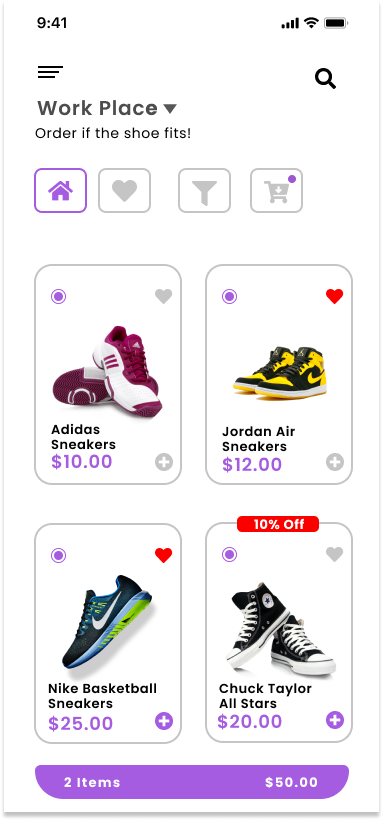 9:41
Work Place
Order if the shoe fits!
Adidas
Sneakers
$10.00
Jordan Air
Sneakers
$12.00
10% Off
Nike Basketball
Sneakers
$25.00
Chuck Taylor
All Stars
$20.00
2 Items $50.00